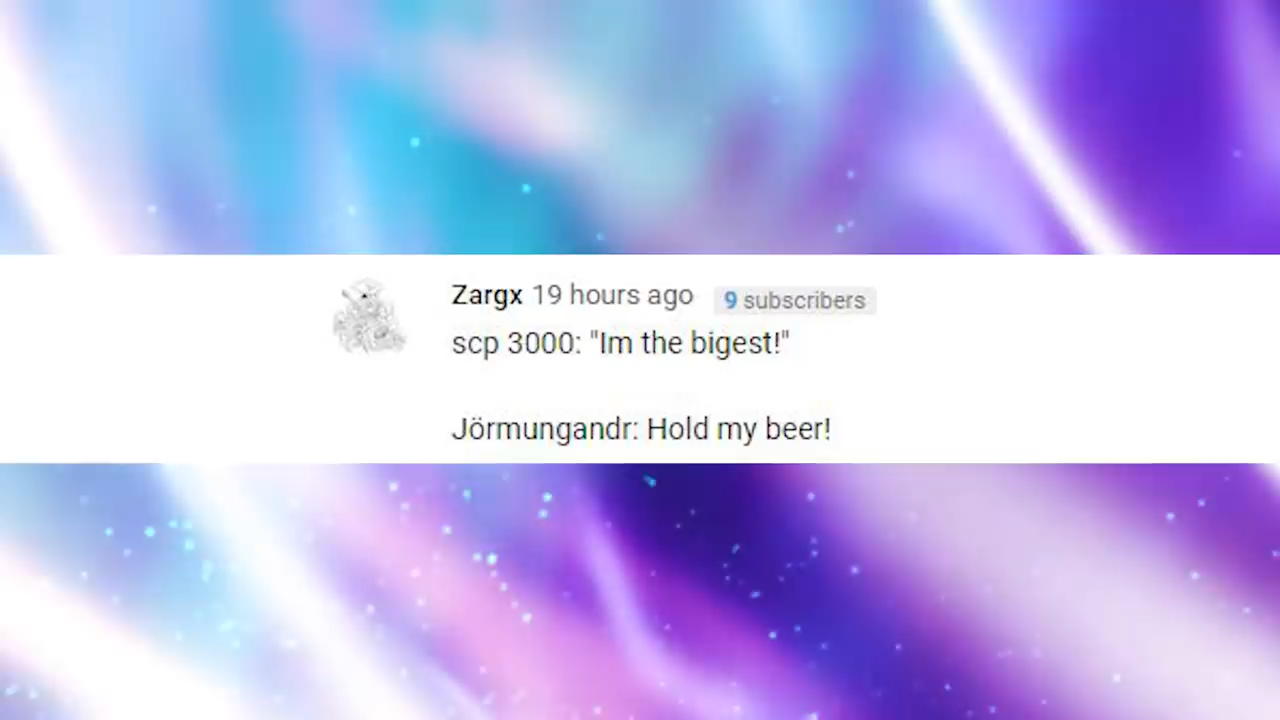 Zargx 19 hours ago 9 subscribers
scp 3000: "Im the bigest!"
Jörmungandr: Hold my beer!